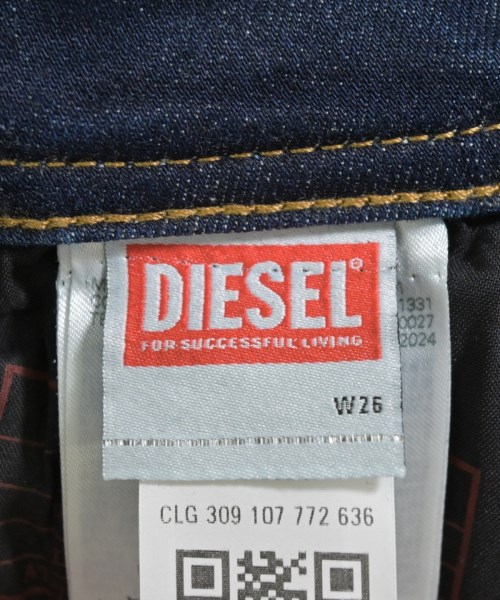 DIESEL®
FOR SUCCESSFUL LIVING
1331
0027
2024
W26
CLG 309 107 772 636